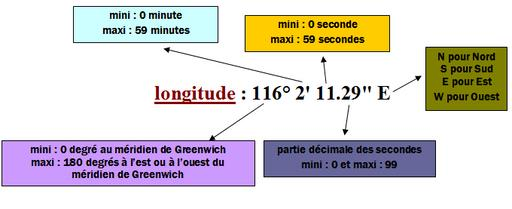 mini : 0 minute
maxi : 59 minutes
mini : 0 seconde
maxi : 59 secondes
N pour Nord
S pour Sud
E pour Est
W pour Ouest
longitude : 116° 2' 11.29" E
mini : 0 degré au méridien de Greenwich
maxi : 180 degrés à l'est ou à l'ouest du
méridien de Greenwich
partie décimale des secondes
mini : 0 et maxi : 99